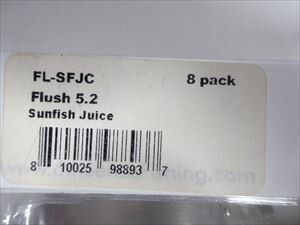 FL-SFJC 8 pack
Flush 5.2
Sunfish Juice
8 10025 98893 7